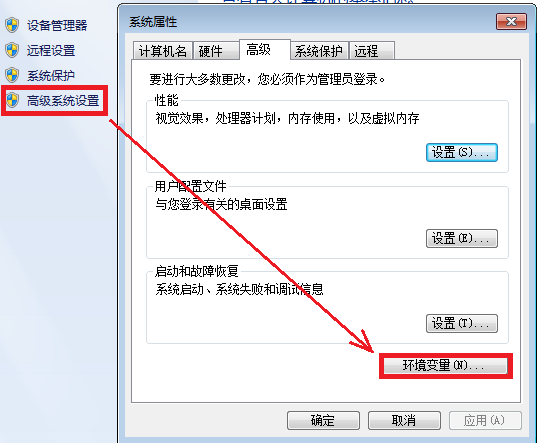 设备管理器
远程设置
系统保护
高级系统设置
系统属性
计算机名 硬件 高级 系统保护 远程
要进行大多数更改，您必须作为管理员登录。
性能
视觉效果，处理器计划，内存使用，以及虚拟内存
设置(S)...
用户配置文件
与您登录有关的桌面设置
设置(E)...
启动和故障恢复
系统启动、系统失败和调试信息
设置(T)...
环境变量(N)...
确定 取消 应用(A)